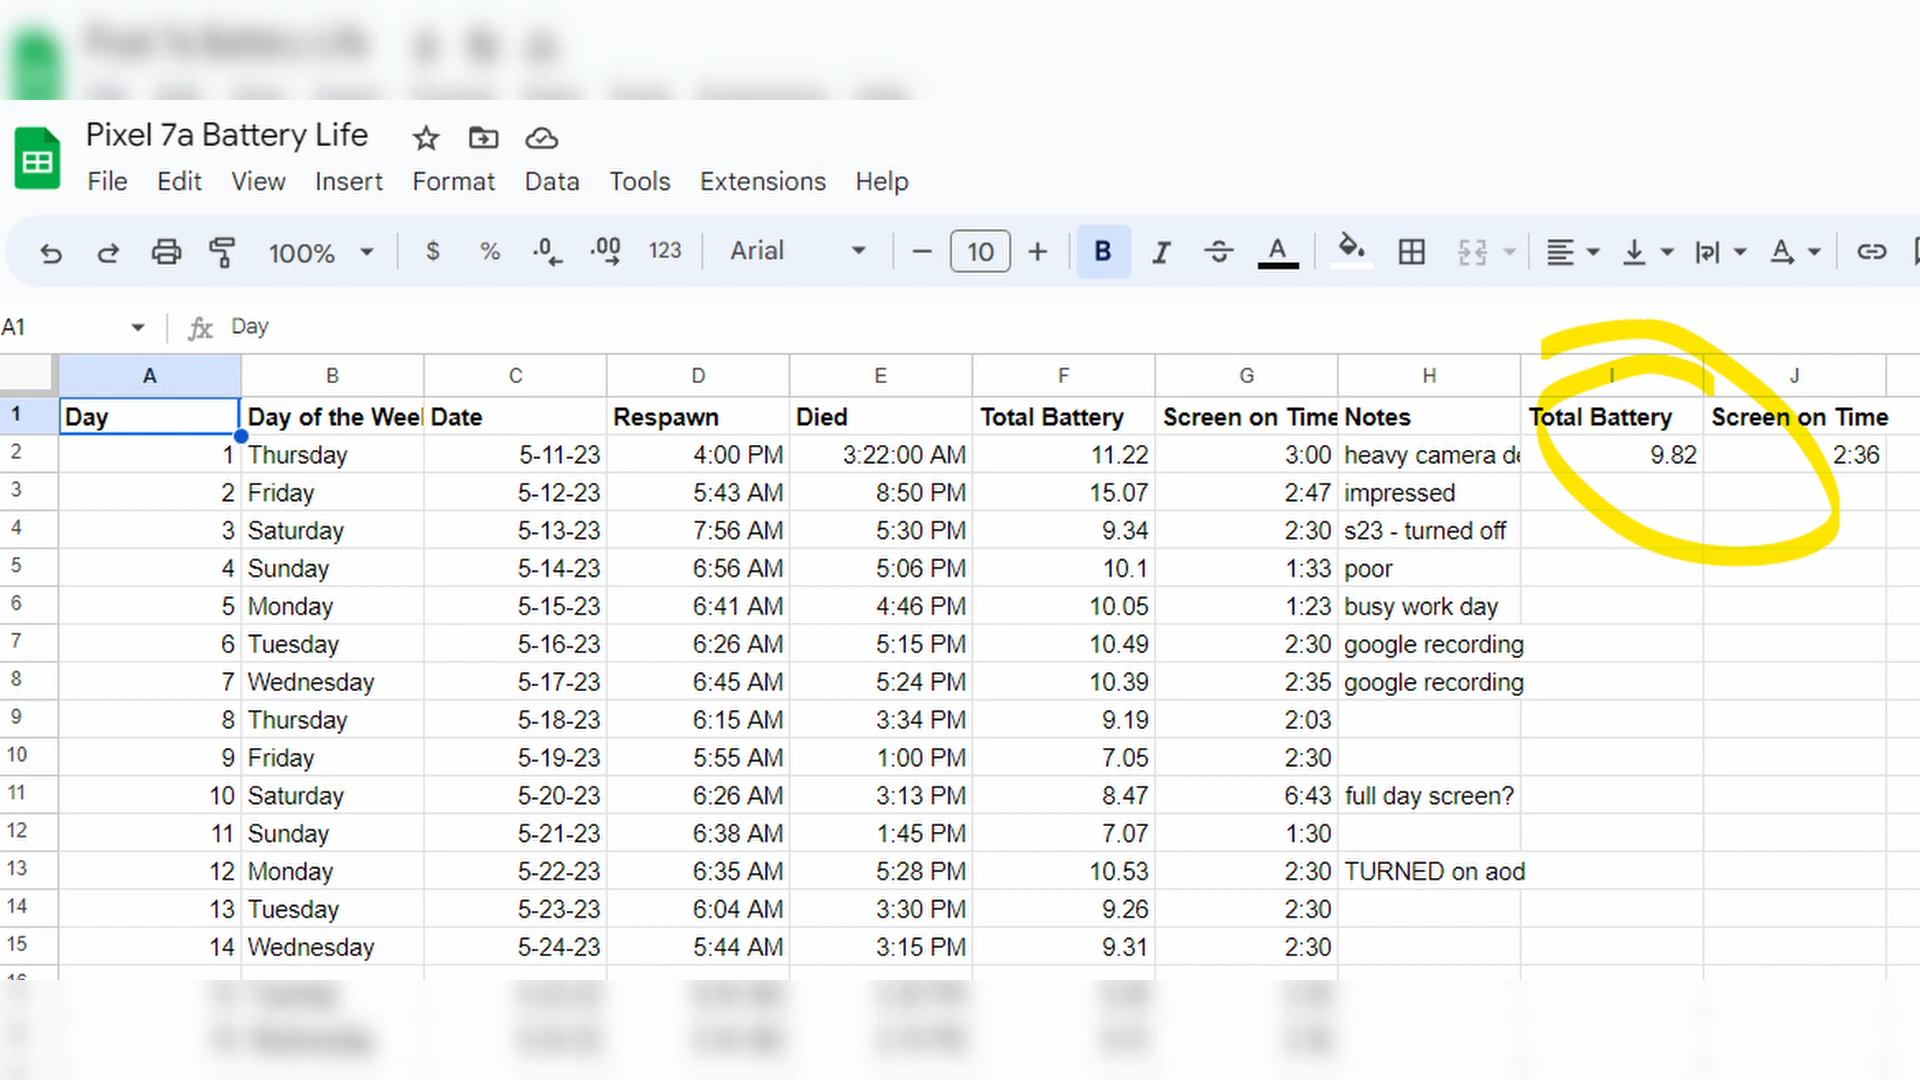 Pixel 7a Battery Life
File Edit View Insert Format Data Tools Extensions Help
100% $ % .0 .00 123 Arial 10 B I A A
A1 fx Day
A B C D E F G H I J
1 Day Day of the Wee Date Respawn Died Total Battery Screen on Time Notes Total Battery Screen on Time
2 1 Thursday 5-11-23 4:00 PM 3:22:00 AM 11.22 3:00 heavy camera de 9.82 2:36
3 2 Friday 5-12-23 5:43 AM 8:50 PM 15.07 2:47 impressed
4 3 Saturday 5-13-23 7:56 AM 5:30 PM 9.34 2:30 s23 - turned off
5 4 Sunday 5-14-23 6:56 AM 5:06 PM 10.1 1:33 poor
6 5 Monday 5-15-23 6:41 AM 4:46 PM 10.05 1:23 busy work day
7 6 Tuesday 5-16-23 6:26 AM 5:15 PM 10.49 2:30 google recording
8 7 Wednesday 5-17-23 6:45 AM 5:24 PM 10.39 2:35 google recording
9 8 Thursday 5-18-23 6:15 AM 3:34 PM 9.19 2:03
10 9 Friday 5-19-23 5:55 AM 1:00 PM 7.05 2:30
11 10 Saturday 5-20-23 6:26 AM 3:13 PM 8.47 6:43 full day screen?
12 11 Sunday 5-21-23 6:38 AM 1:45 PM 7.07 1:30
13 12 Monday 5-22-23 6:35 AM 5:28 PM 10.53 2:30 TURNED on aod
14 13 Tuesday 5-23-23 6:04 AM 3:30 PM 9.26 2:30
15 14 Wednesday 5-24-23 5:44 AM 3:15 PM 9.31 2:30